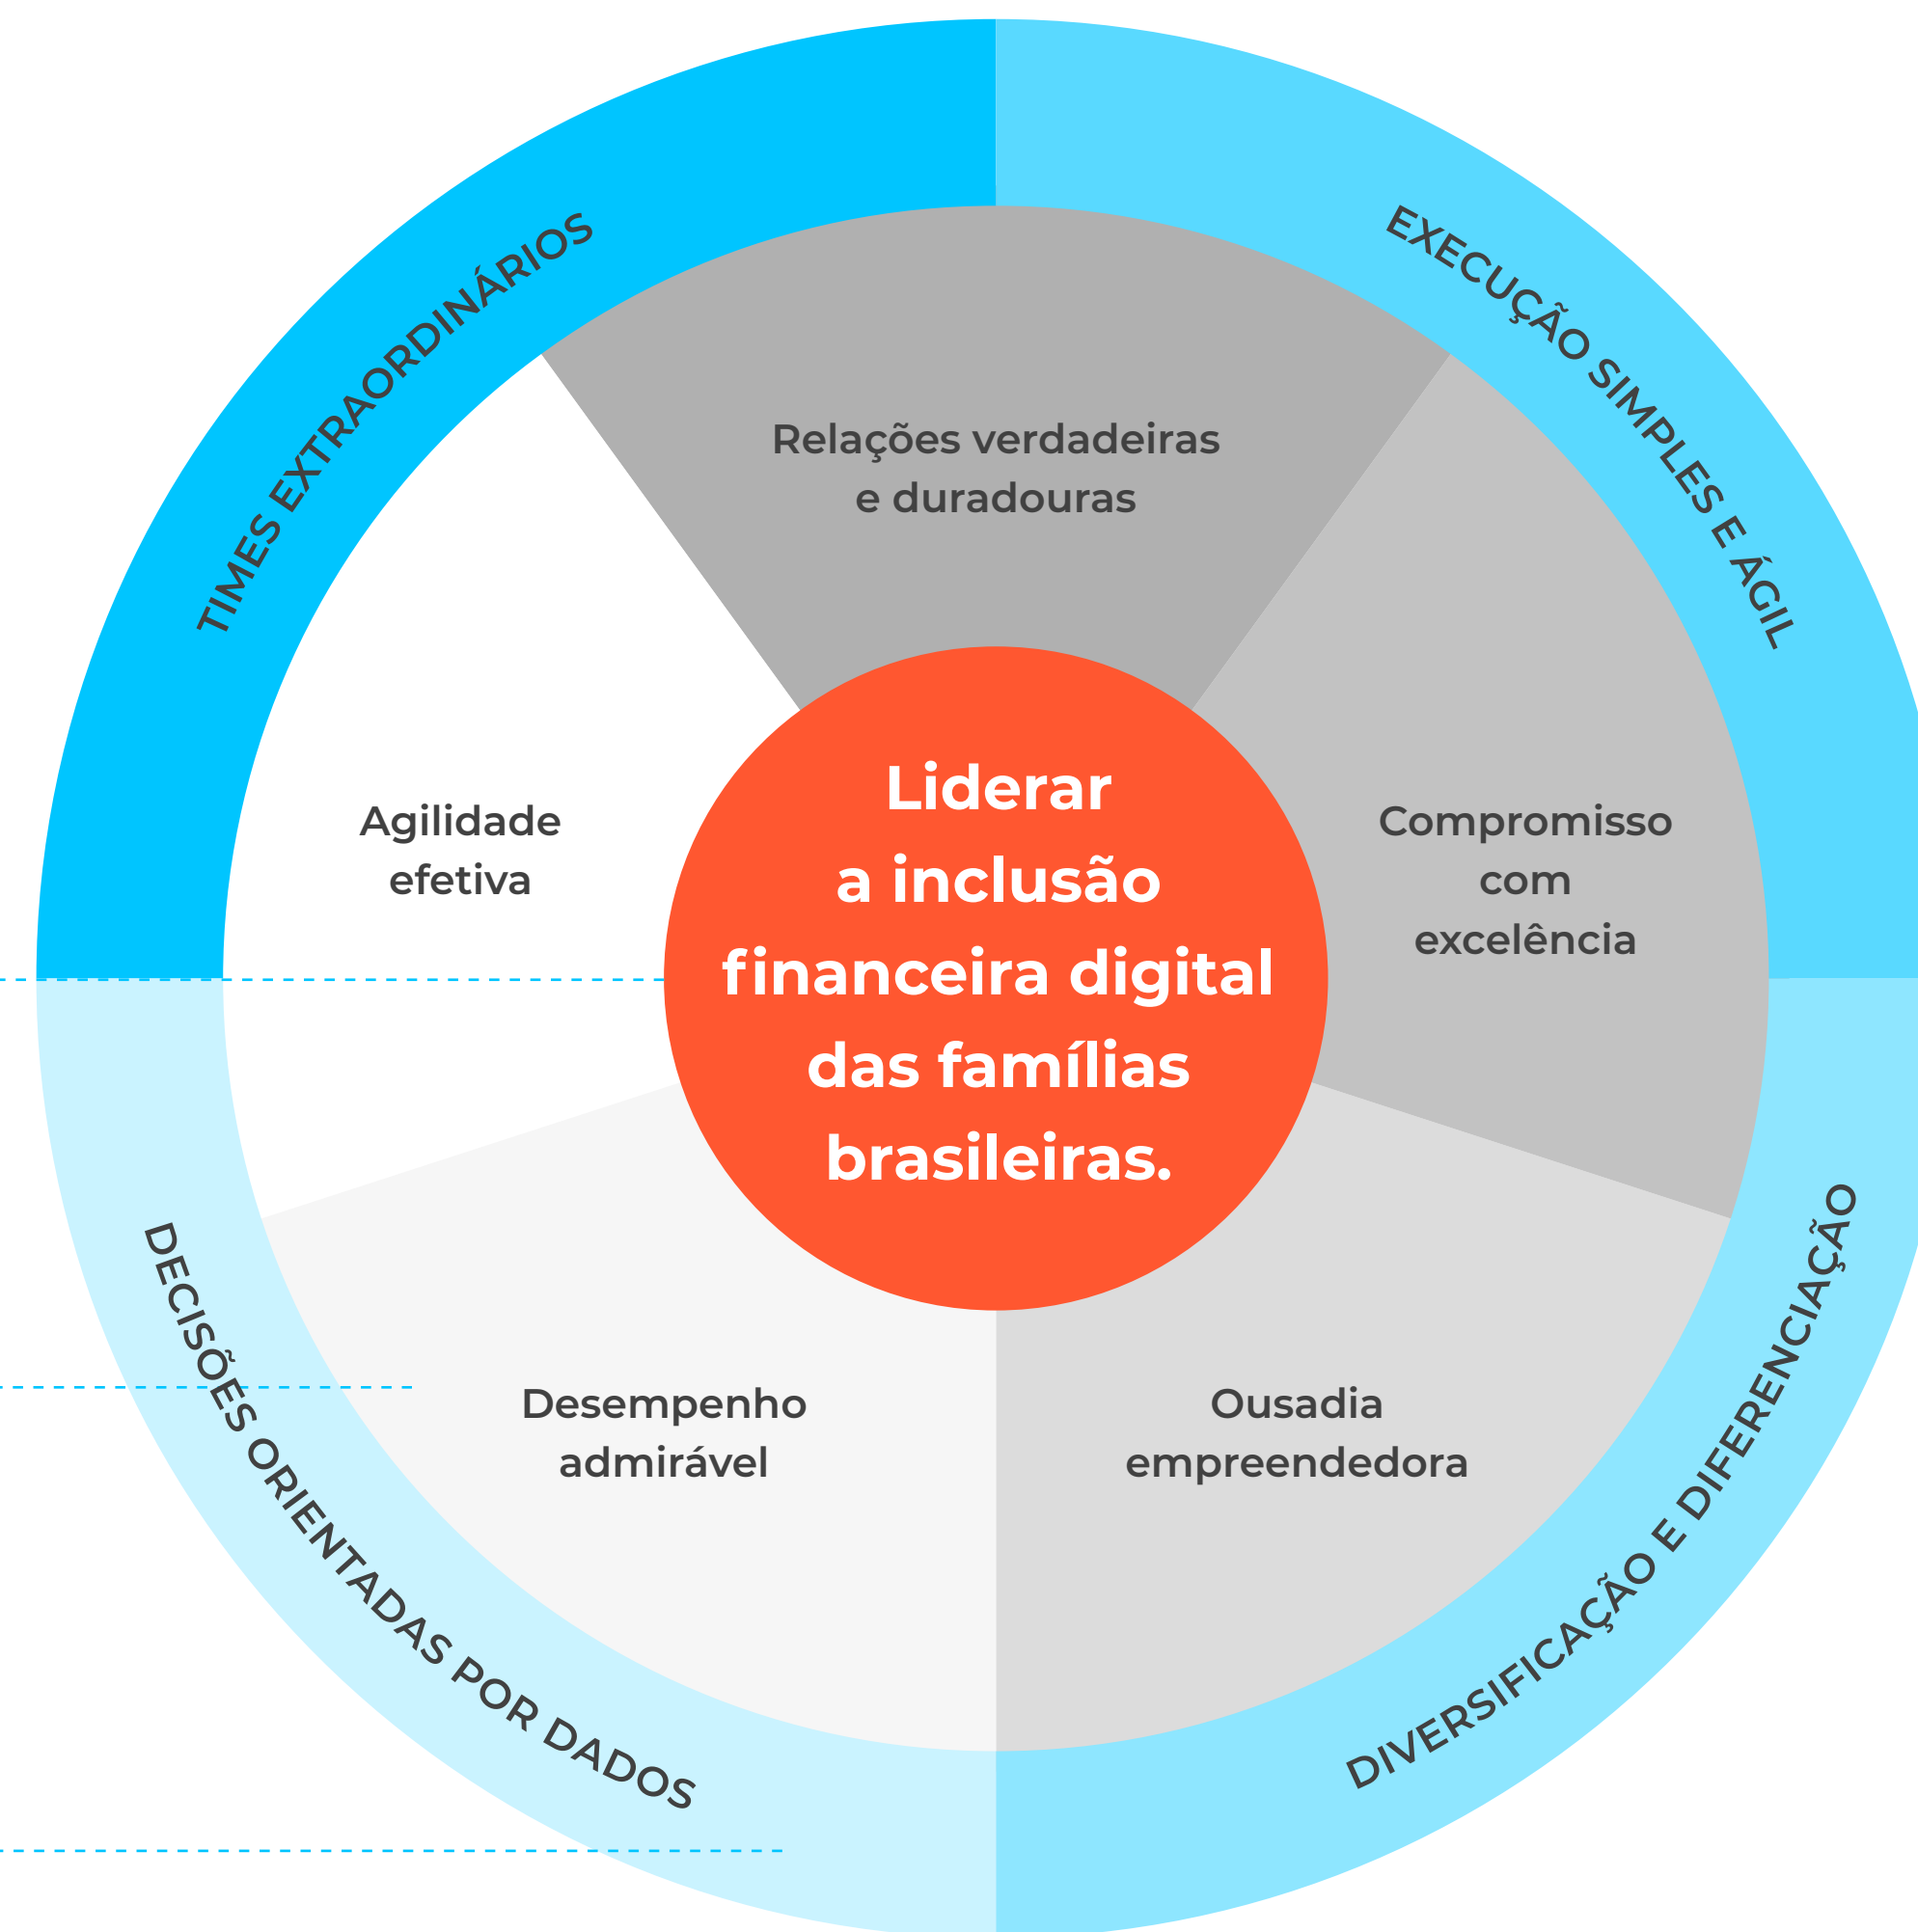 TIMES EXTRAORDINÁRIOS
EXECUÇÃO SIMPLES E ÁGIL
Relações verdadeiras
e duradouras
Agilidade
efetiva
Liderar
a inclusão
financeira digital
das famílias
brasileiras.
Compromisso
com
excelência
Desempenho
admirável
Ousadia
empreendedora
DECISÕES ORIENTADAS POR DADOS
DIVERSIFICAÇÃO E DIFERENCIAÇÃO